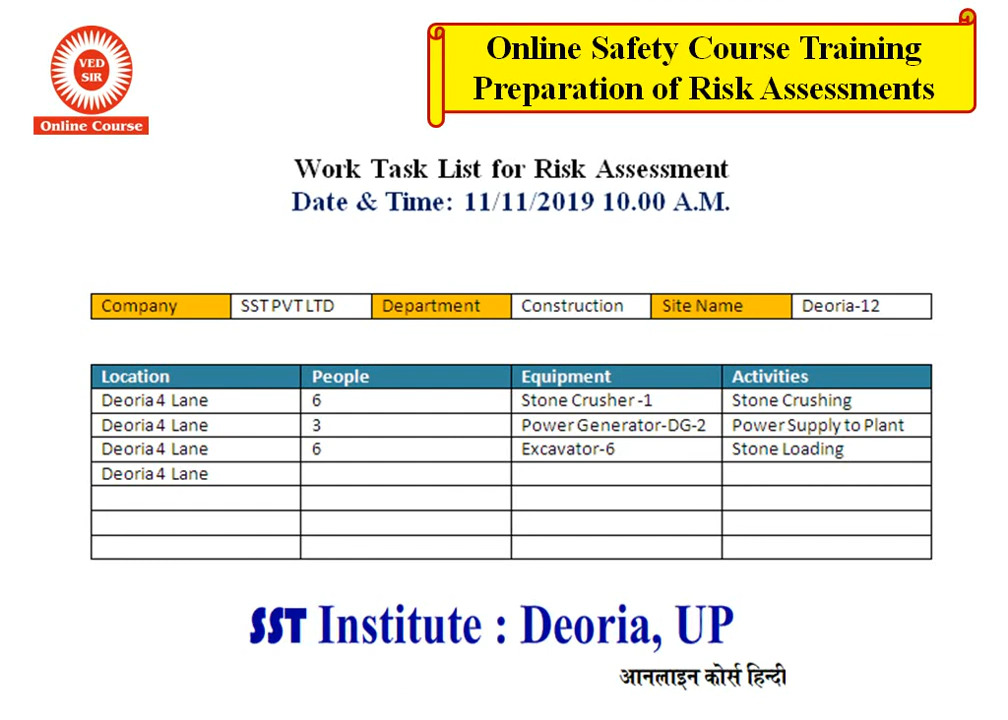 VED
SIR
Online Course
Online Safety Course Training
Preparation of Risk Assessments
Work Task List for Risk Assessment
Date & Time: 11/11/2019 10.00 A.M.
Company SST PVT LTD Department Construction Site Name Deoria-12
Location People Equipment Activities
Deoria 4 Lane 6 Stone Crusher -1 Stone Crushing
Deoria 4 Lane 3 Power Generator-DG-2 Power Supply to Plant
Deoria 4 Lane 6 Excavator-6 Stone Loading
Deoria 4 Lane
SST Institute : Deoria, UP
आनलाइन कोर्स हिन्दी